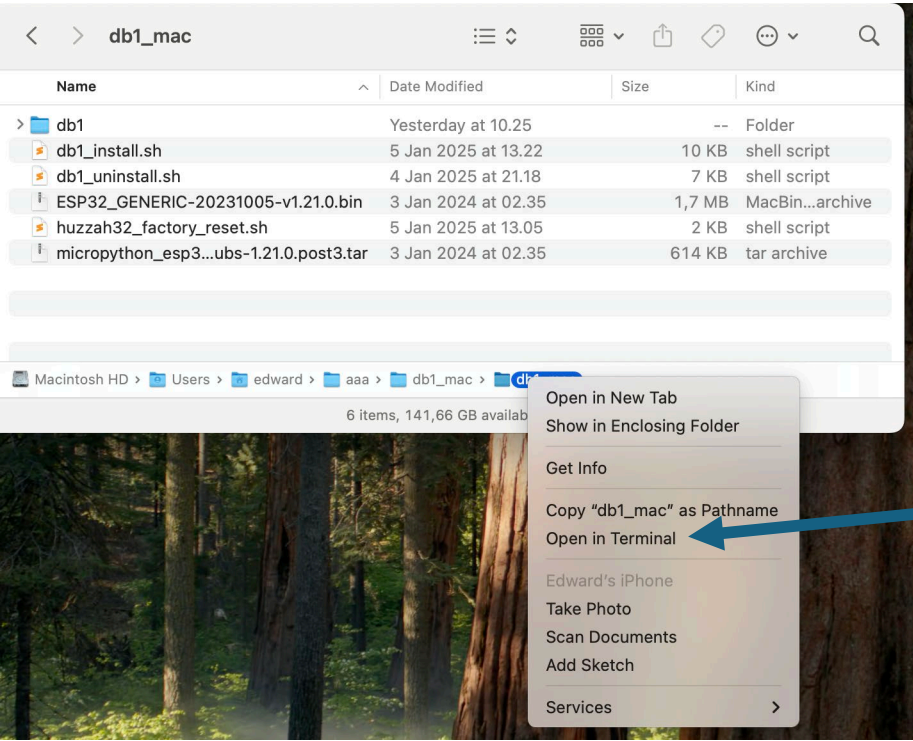 db1_mac
Name Date Modified Size Kind
db1 Yesterday at 10.25 -- Folder
db1_install.sh 5 Jan 2025 at 13.22 10 KB shell script
db1_uninstall.sh 4 Jan 2025 at 21.18 7 KB shell script
ESP32_GENERIC-20231005-v1.21.0.bin 3 Jan 2024 at 02.35 1,7 MB MacBin...archive
huzzah32_factory_reset.sh 5 Jan 2025 at 13.05 2 KB shell script
micropython_esp3...ubs-1.21.0.post3.tar 3 Jan 2024 at 02.35 614 KB tar archive
Macintosh HD › Users › edward › aaa › db1_mac ›
6 items, 141,66 GB availab
Open in New Tab
Show in Enclosing Folder
Get Info
Copy “db1_mac” as Pathname
Open in Terminal
Edward’s iPhone
Take Photo
Scan Documents
Add Sketch
Services